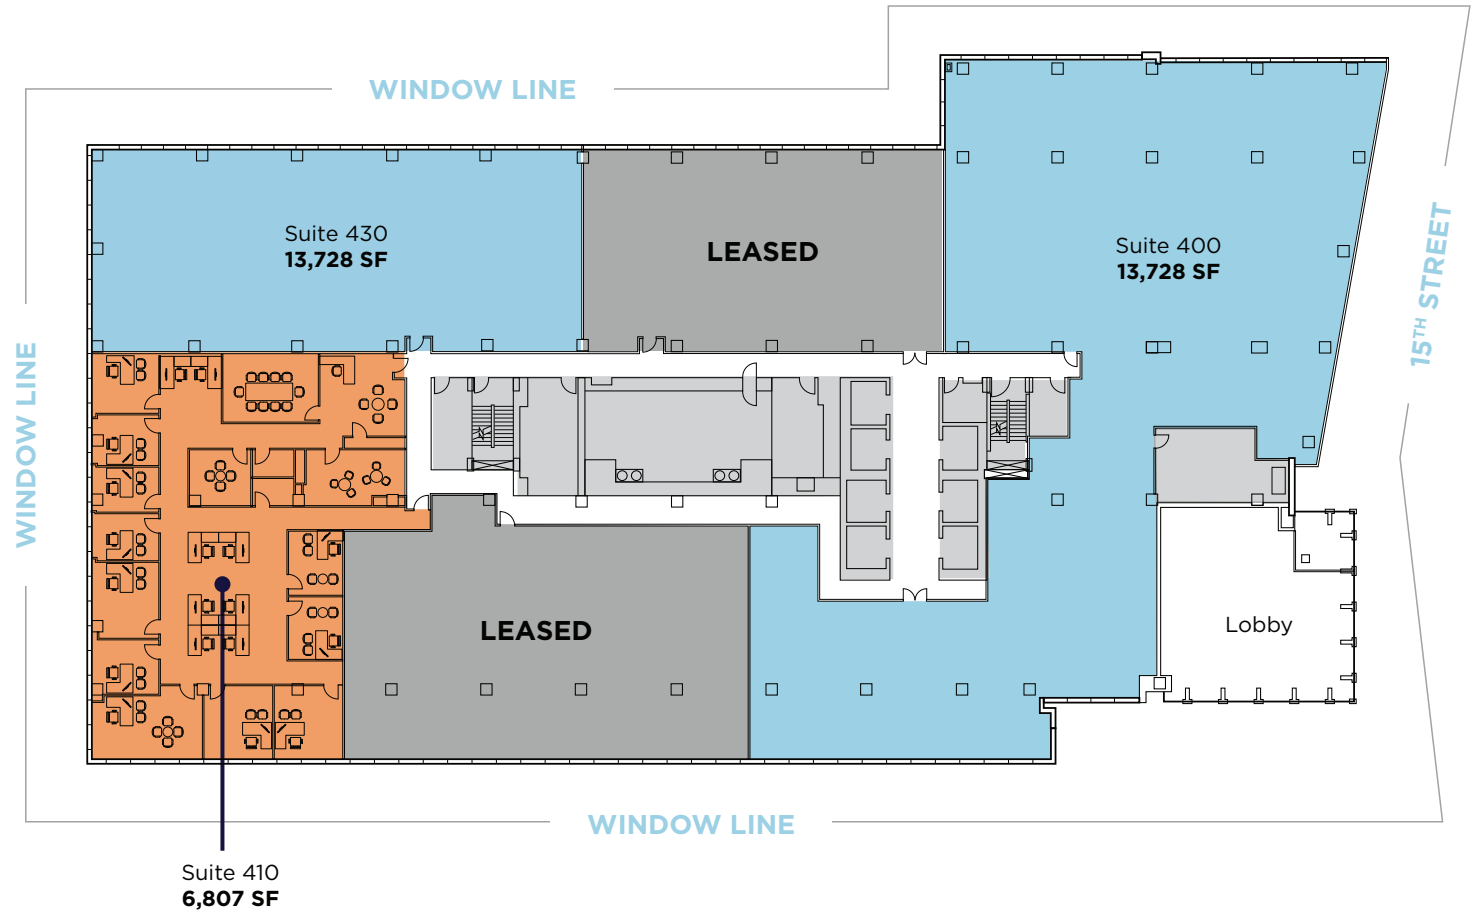 WINDOW LINE
Suite 430
13,728 SF
LEASED
Suite 400
13,728 SF
15TH STREET
WINDOW LINE
LEASED
Lobby
WINDOW LINE
Suite 410
6,807 SF